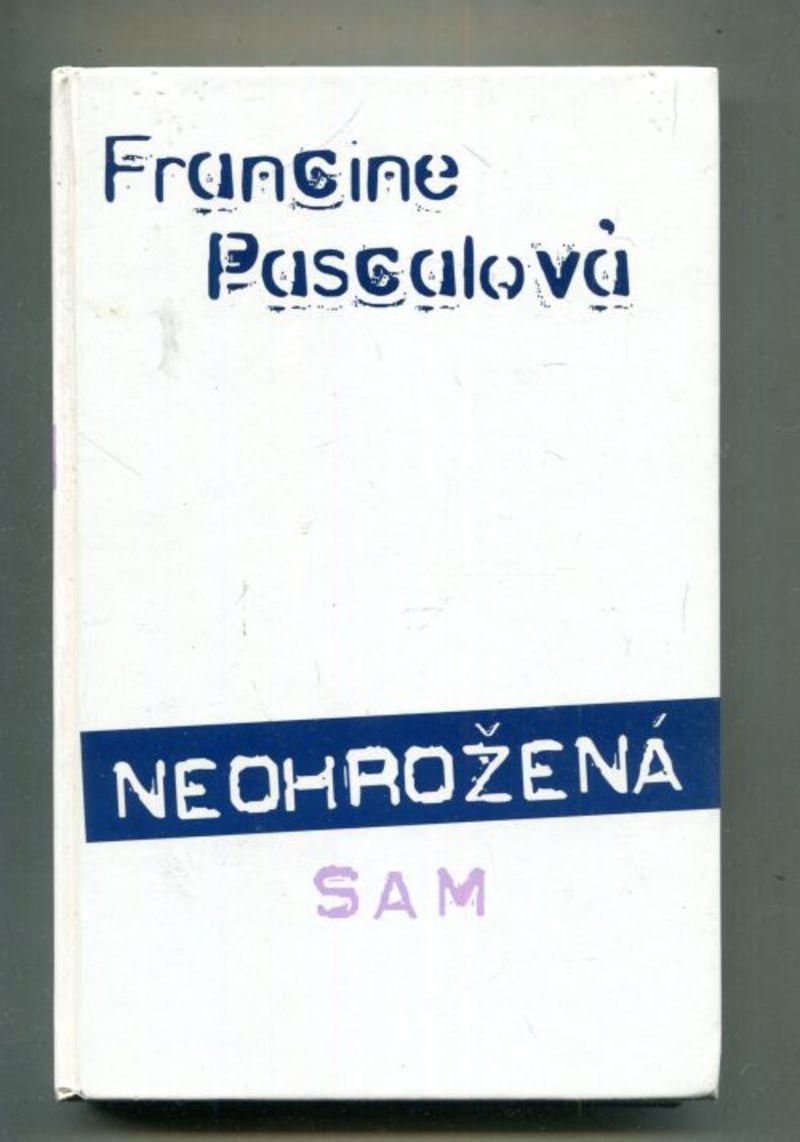 Francine
Pascalová
NEOHROŽENÁ
SAM